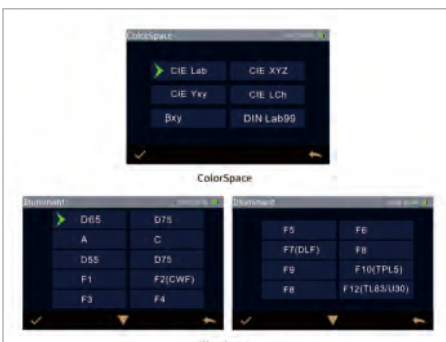 ColorSpace
CIE Lab CIE XYZ
CIE Yxy CIE LCh
βxy DIN Lab99
ColorSpace
Illuminant Illuminant
D65 D75
A C
D55 D75
F1 F2(CWF)
F3 F4
F5 F6
F7(DLF) F8
F9 F10(TPL5)
F8 F12(TL83/U30)